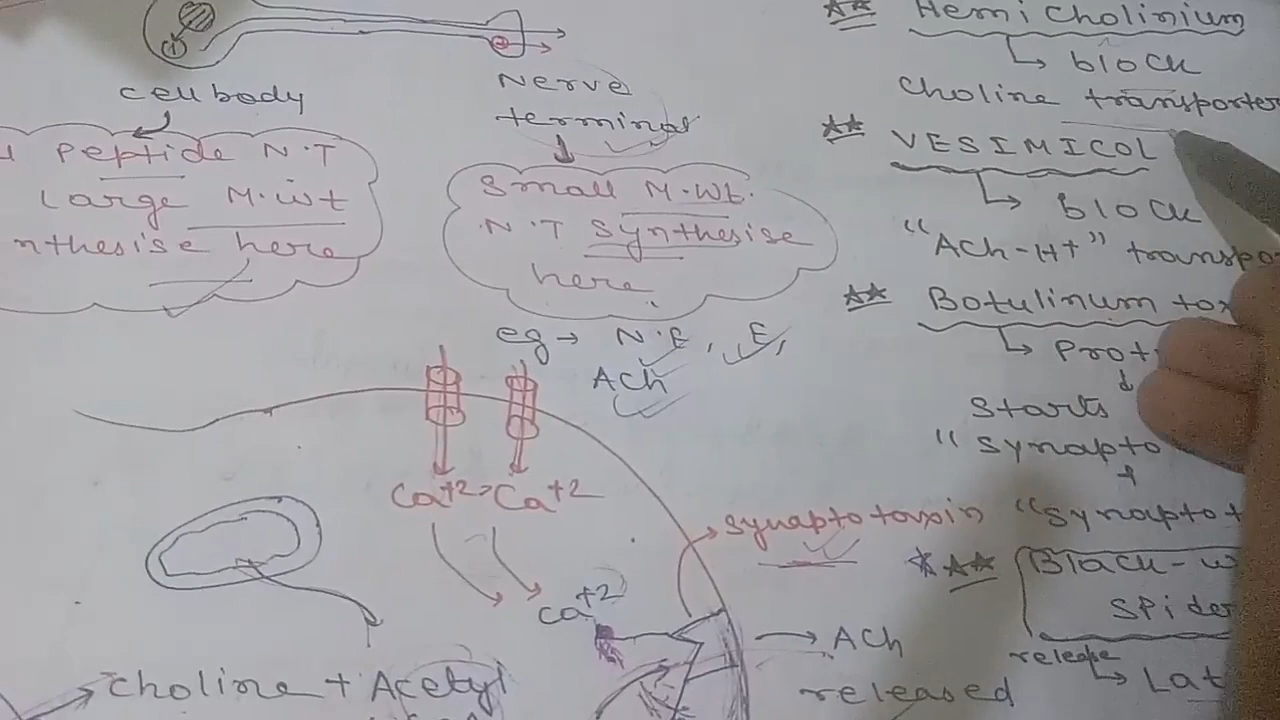 cell body
Peptide N.T
Large M.wt
nthesise here
Nerve
terminal
Small M.wt.
N.T Synthesise
here.
eg → N.E, E,
ACh
Ca+2 Ca+2
Ca+2
Synaptotoxin
→ ACh
released
Choline + Acetyl
** Hemicholinium
block
Choline transporter
** VESIMICOL
block
"ACh-H+" transpo
** Botulinum tox
Prot
Starts
"Synapto
+
"Synaptot
*** Black-w
Spider
release
Lat